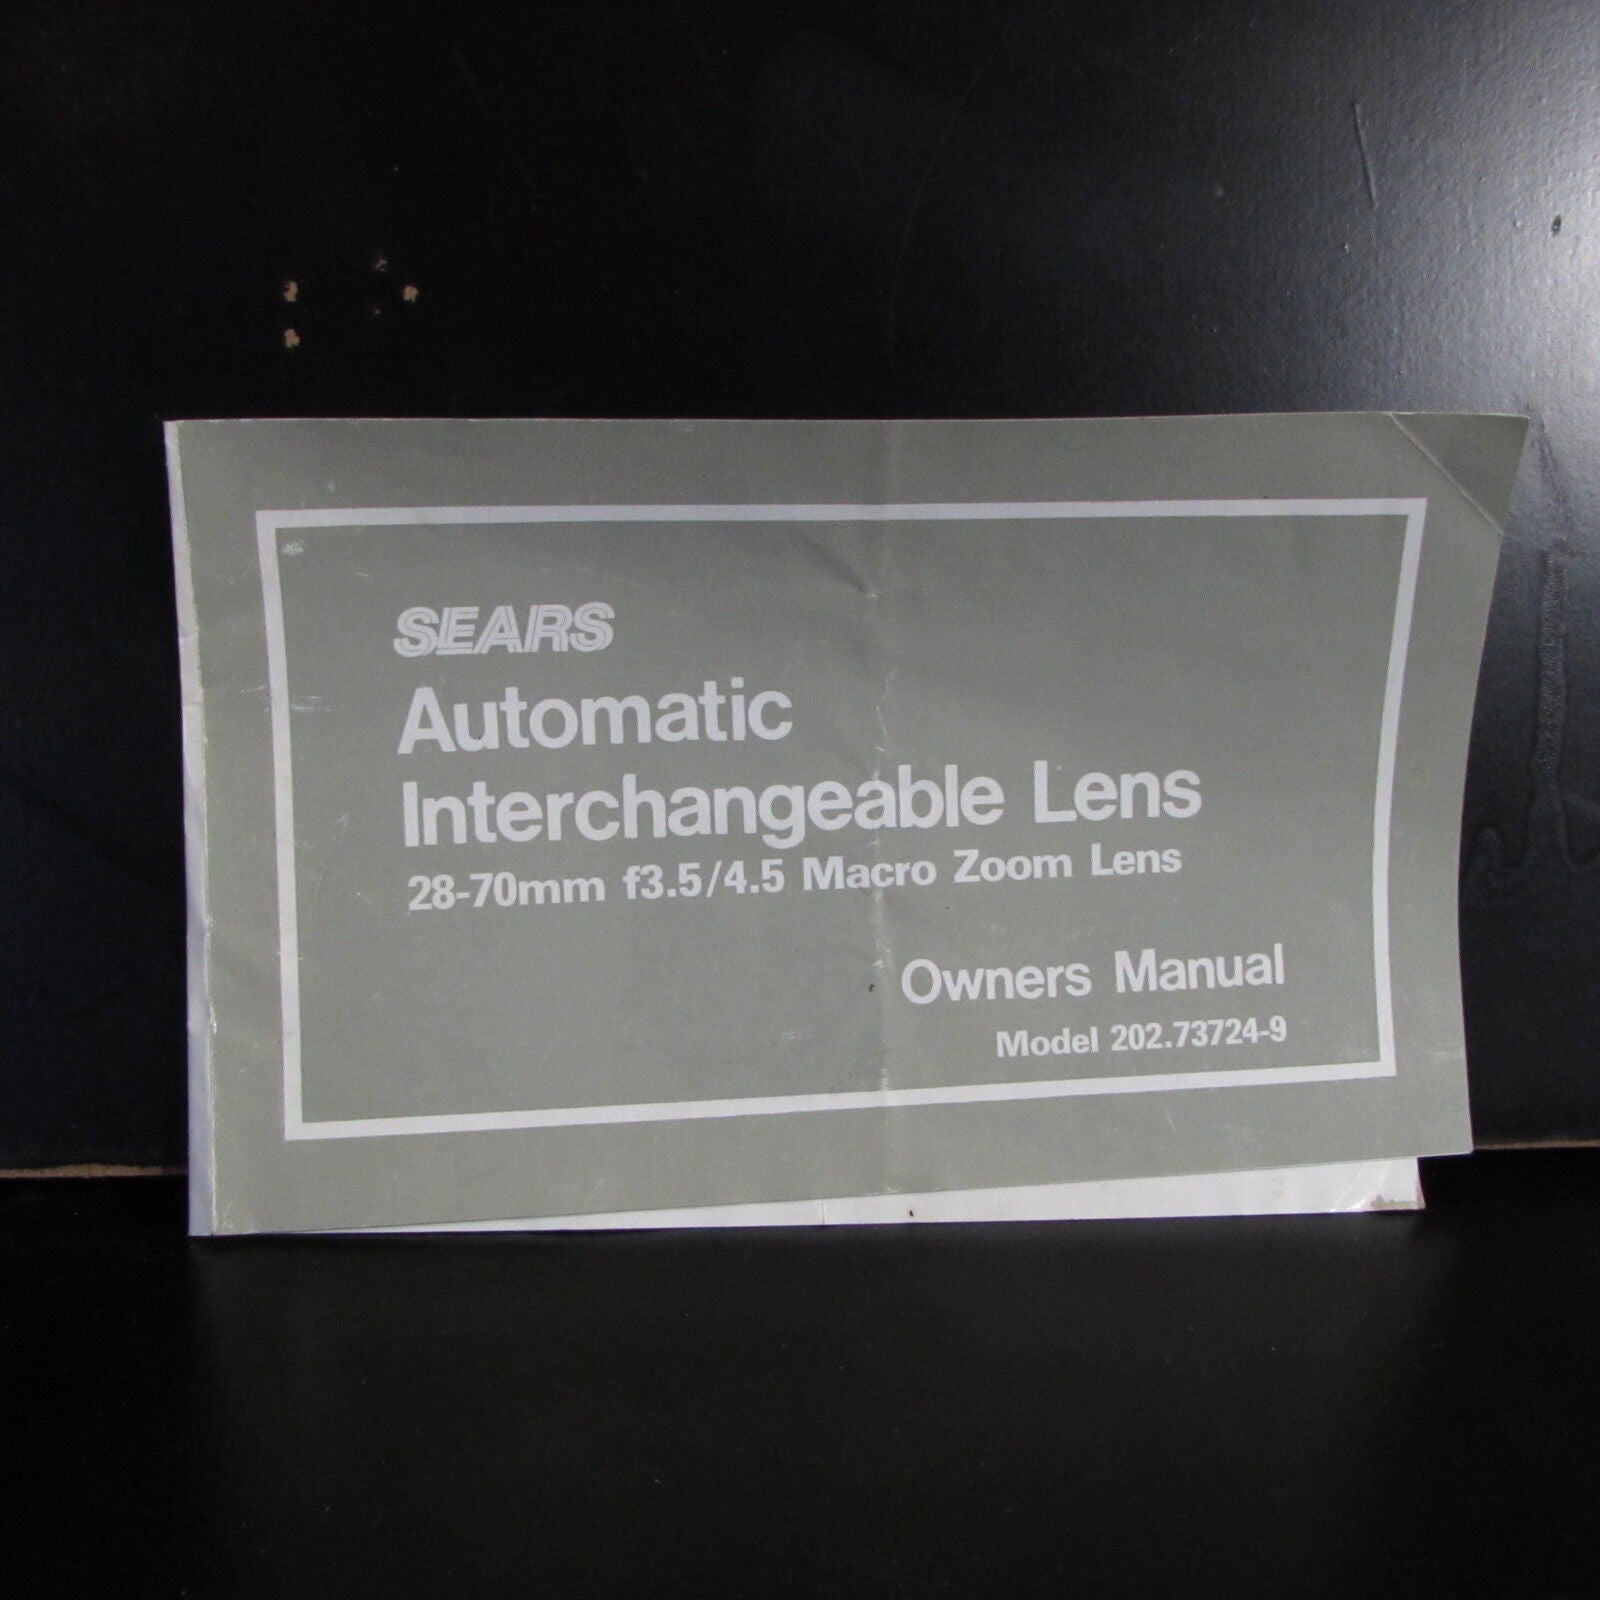 SEARS
Automatic
Interchangeable Lens
28-70mm f3.5/4.5 Macro Zoom Lens
Owners Manual
Model 202.73724-9